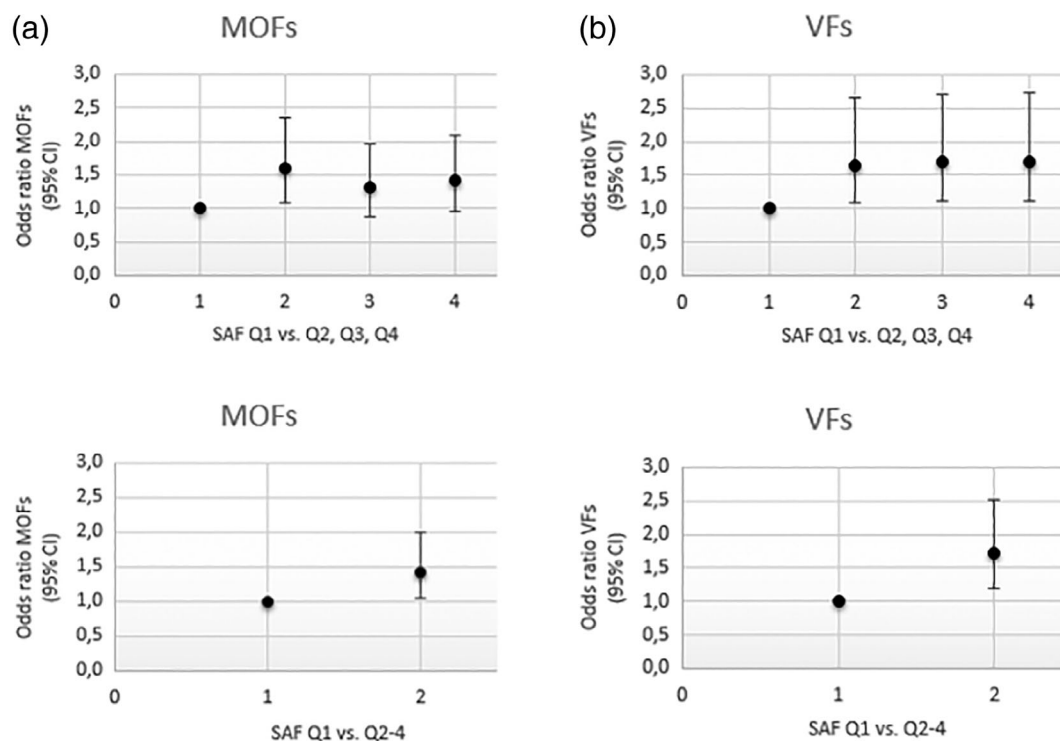 (a)
MOFs
Odds ratio MOFs
(95% CI)
3,0
2,5
2,0
1,5
1,0
0,5
0,0
0 1 2 3 4
SAF Q1 vs. Q2, Q3, Q4
(b)
VFs
Odds ratio VFs
(95% CI)
3,0
2,5
2,0
1,5
1,0
0,5
0,0
0 1 2 3 4
SAF Q1 vs. Q2, Q3, Q4
MOFs
Odds ratio MOFs
(95% CI)
3,0
2,5
2,0
1,5
1,0
0,5
0,0
0 1 2
SAF Q1 vs. Q2-4
VFs
Odds ratio VFs
(95% CI)
3,0
2,5
2,0
1,5
1,0
0,5
0,0
0 1 2
SAF Q1 vs. Q2-4